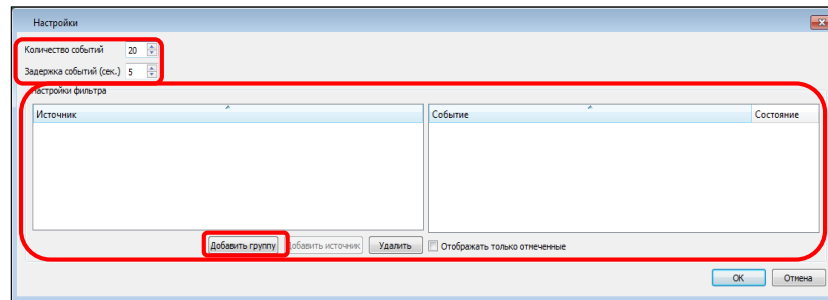 Настройки
Количество событий 20
Задержка событий (сек.) 5
Настройки фильтра
Источник Событие Состояние
Добавить группу Добавить источник Удалить Отображать только отмеченные
OK Отмена